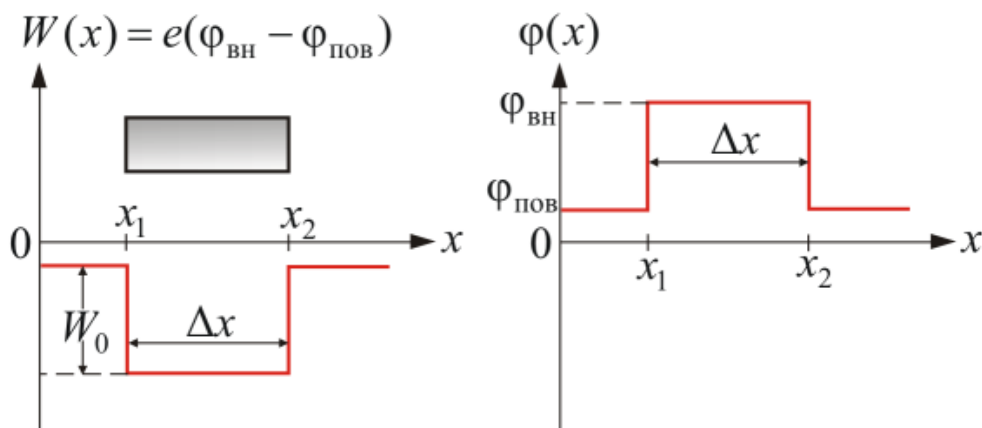 W(x) = e(φвн − φпов)
x₁ x₂
0 x
W₀ Δx
φ(x)
φвн
Δx
φпов
0 x
x₁ x₂